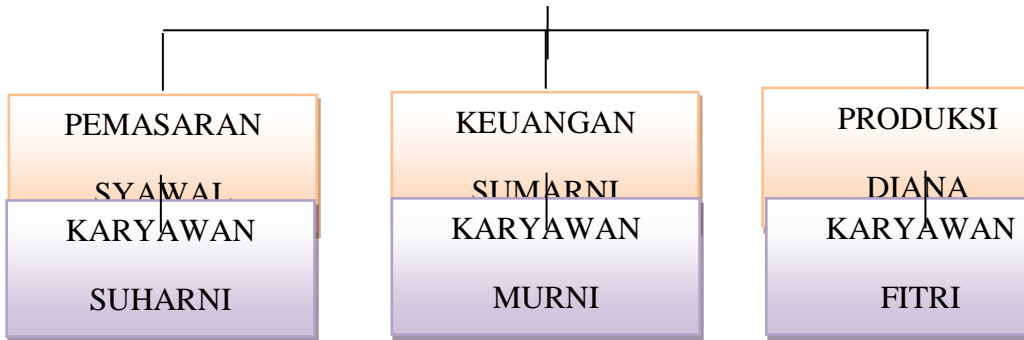 PEMASARAN
SYAWAL
KARYAWAN
SUHARNI
KEUANGAN
SUMARNI
KARYAWAN
MURNI
PRODUKSI
DIANA
KARYAWAN
FITRI